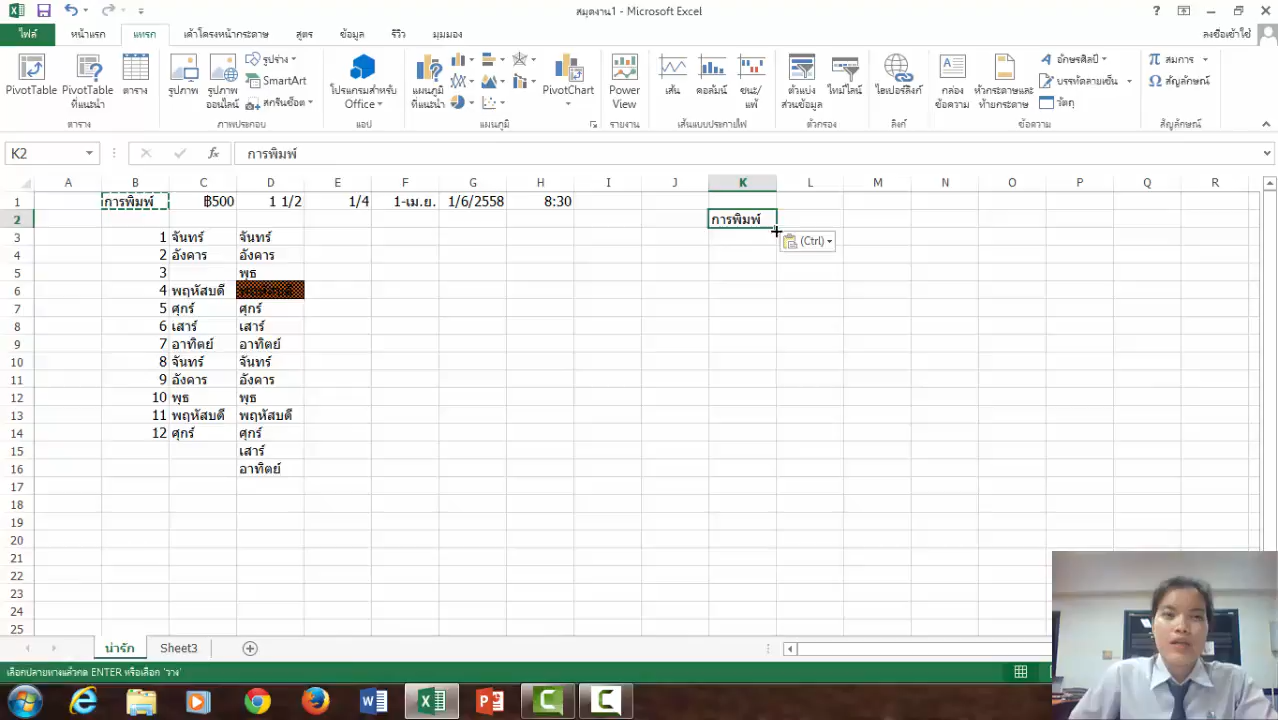 สมุดงาน1 - Microsoft Excel
ไฟล์ หน้าแรก แทรก เค้าโครงหน้ากระดาษ สูตร ข้อมูล รีวิว มุมมอง ลงชื่อเข้าใช้
PivotTable PivotTable ที่แนะนำ ตาราง รูปภาพ รูปภาพออนไลน์ รูปร่าง SmartArt สกรีนช็อต โปรแกรมสำหรับ Office แผนภูมิที่แนะนำ PivotChart Power View เส้น คอลัมน์ ชนะ/แพ้ ตัวแบ่งส่วนข้อมูล ไทม์ไลน์ ไฮเปอร์ลิงก์ กล่องข้อความ หัวกระดาษและท้ายกระดาษ อักษรศิลป์ บรรทัดลายเซ็น วัตถุ สมการ สัญลักษณ์
ตาราง ภาพประกอบ แอป แผนภูมิ รายงาน เส้นแบบประกายไฟ ตัวกรอง ลิงก์ ข้อความ สัญลักษณ์
K2 fx การพิมพ์
A B C D E F G H I J K L M N O P Q R
1 การพิมพ์ ฿500 1 1/2 1/4 1-เม.ย. 1/6/2558 8:30
2 การพิมพ์
(Ctrl)
3 1 จันทร์ จันทร์
4 2 อังคาร อังคาร
5 3 พุธ
6 4 พฤหัสบดี พฤหัสบดี
7 5 ศุกร์ ศุกร์
8 6 เสาร์ เสาร์
9 7 อาทิตย์ อาทิตย์
10 8 จันทร์ จันทร์
11 9 อังคาร อังคาร
12 10 พุธ พุธ
13 11 พฤหัสบดี พฤหัสบดี
14 12 ศุกร์ ศุกร์
15 เสาร์
16 อาทิตย์
17
18
19
20
21
22
23
24
25
น่ารัก Sheet3
เลือกปลายทางแล้วกด ENTER หรือเลือก 'วาง'